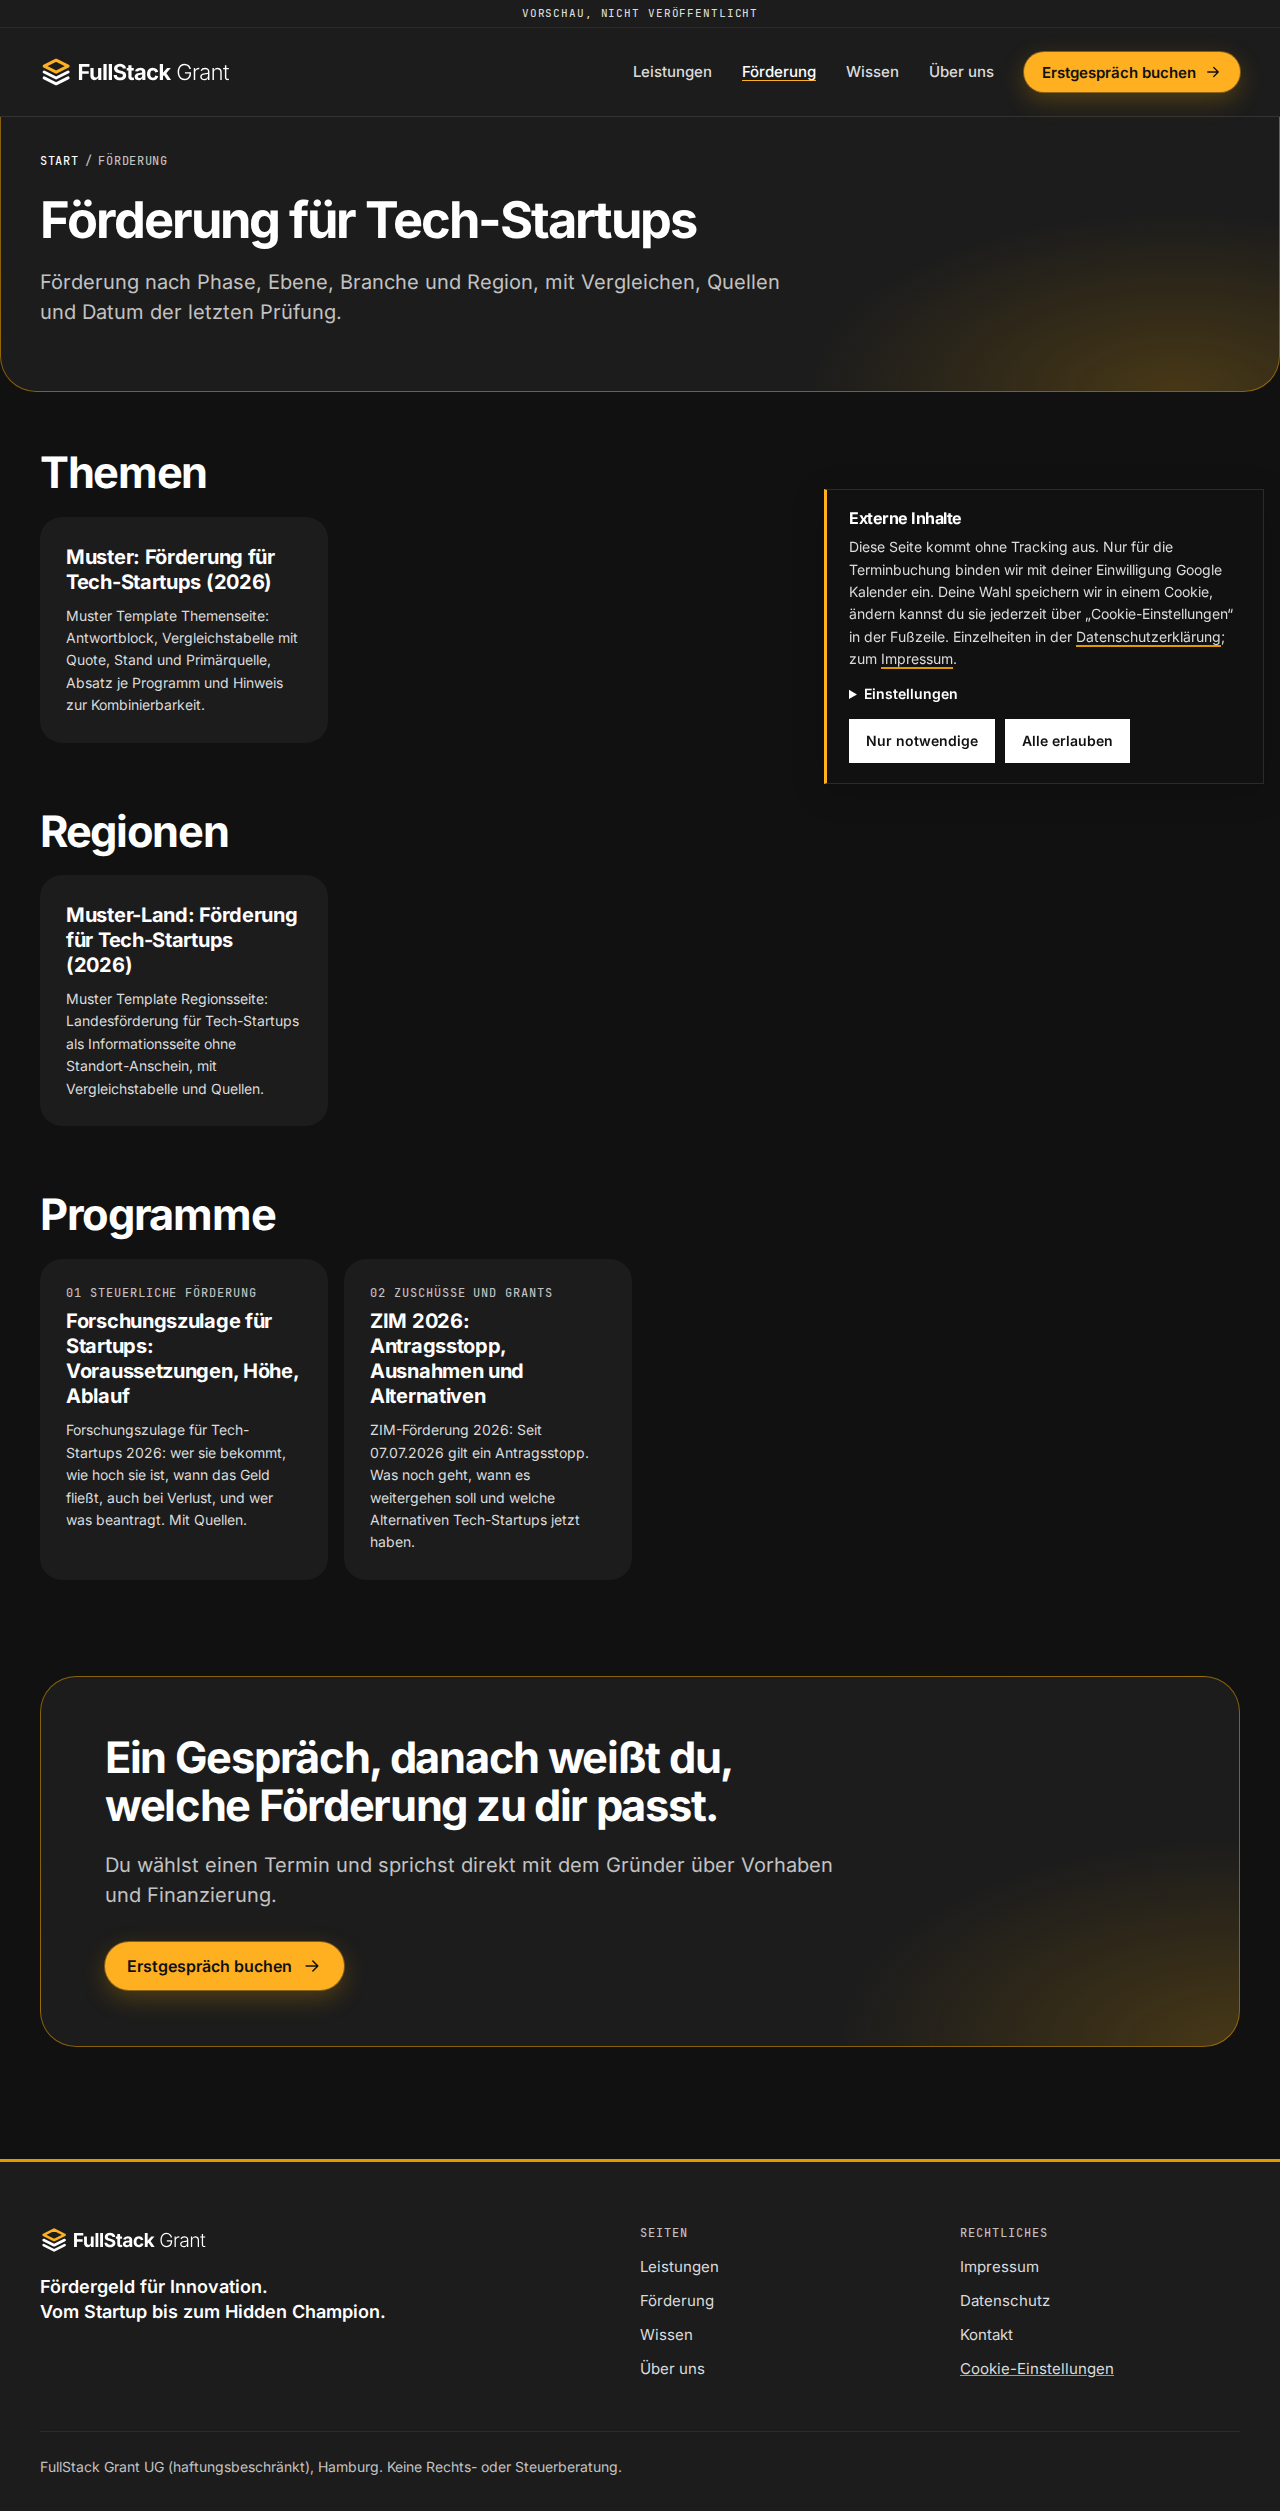 VORSCHAU, NICHT VERÖFFENTLICHT
FullStack Grant
Leistungen
Förderung
Wissen
Über uns
Erstgespräch buchen →
START / FÖRDERUNG
Förderung für Tech-Startups
Förderung nach Phase, Ebene, Branche und Region, mit Vergleichen, Quellen
und Datum der letzten Prüfung.
Themen
Muster: Förderung für
Tech-Startups (2026)
Muster Template Themenseite:
Antwortblock, Vergleichstabelle mit
Quote, Stand und Primärquelle,
Absatz je Programm und Hinweis
zur Kombinierbarkeit.
Externe Inhalte
Diese Seite kommt ohne Tracking aus. Nur für die
Terminbuchung binden wir mit deiner Einwilligung Google
Kalender ein. Deine Wahl speichern wir in einem Cookie,
ändern kannst du sie jederzeit über „Cookie-Einstellungen“
in der Fußzeile. Einzelheiten in der Datenschutzerklärung;
zum Impressum.
Einstellungen
Nur notwendige
Alle erlauben
Regionen
Muster-Land: Förderung
für Tech-Startups
(2026)
Muster Template Regionsseite:
Landesförderung für Tech-Startups
als Informationsseite ohne
Standort-Anschein, mit
Vergleichstabelle und Quellen.
Programme
01 STEUERLICHE FÖRDERUNG
Forschungszulage für
Startups:
Voraussetzungen, Höhe,
Ablauf
Forschungszulage für Tech-
Startups 2026: wer sie bekommt,
wie hoch sie ist, wann das Geld
fließt, auch bei Verlust, und wer
was beantragt. Mit Quellen.
02 ZUSCHÜSSE UND GRANTS
ZIM 2026:
Antragsstopp,
Ausnahmen und
Alternativen
ZIM-Förderung 2026: Seit
07.07.2026 gilt ein Antragsstopp.
Was noch geht, wann es
weitergehen soll und welche
Alternativen Tech-Startups jetzt
haben.
Ein Gespräch, danach weißt du,
welche Förderung zu dir passt.
Du wählst einen Termin und sprichst direkt mit dem Gründer über Vorhaben
und Finanzierung.
Erstgespräch buchen →
FullStack Grant
Fördergeld für Innovation.
Vom Startup bis zum Hidden Champion.
SEITEN
Leistungen
Förderung
Wissen
Über uns
RECHTLICHES
Impressum
Datenschutz
Kontakt
Cookie-Einstellungen
FullStack Grant UG (haftungsbeschränkt), Hamburg. Keine Rechts- oder Steuerberatung.